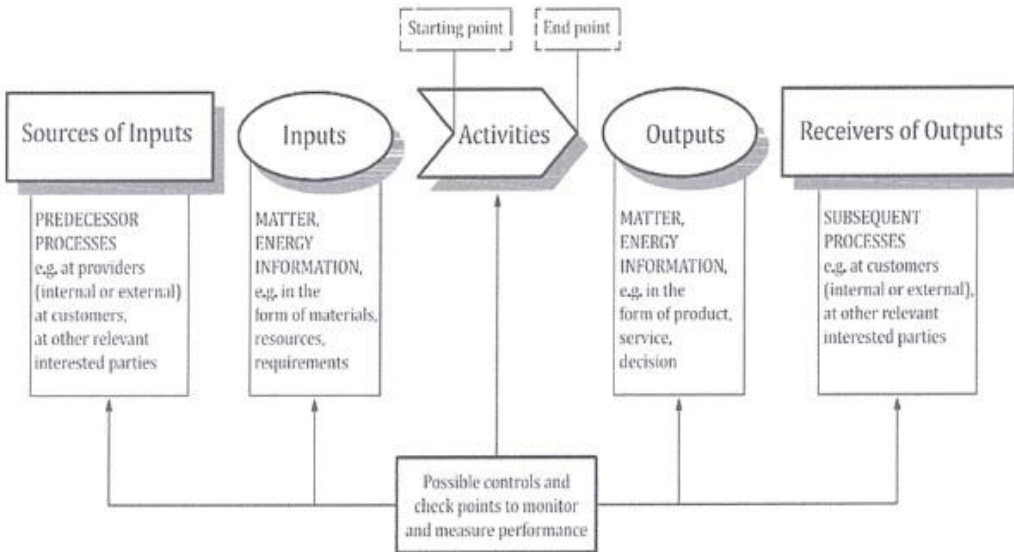 Starting point
End point
Sources of Inputs
Inputs
Activities
Outputs
Receivers of Outputs
PREDECESSOR
PROCESSES
e.g. at providers
(internal or external)
at customers,
at other relevant
interested parties
MATTER,
ENERGY
INFORMATION,
e.g. in the
form of materials,
resources,
requirements
MATTER,
ENERGY
INFORMATION,
e.g. in the
form of product,
service,
decision
SUBSEQUENT
PROCESSES
e.g. at customers
(internal or external),
at other relevant
interested parties
Possible controls and
check points to monitor
and measure performance